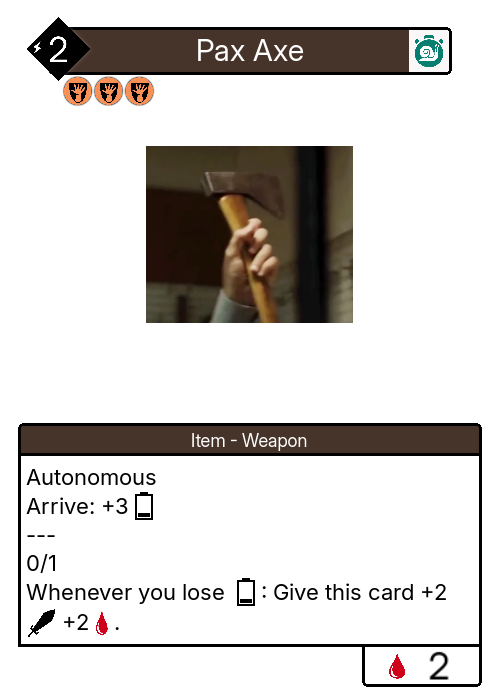 2
Pax Axe
Item - Weapon
Autonomous
Arrive: +3
---
0/1
Whenever you lose : Give this card +2
+2 .
2